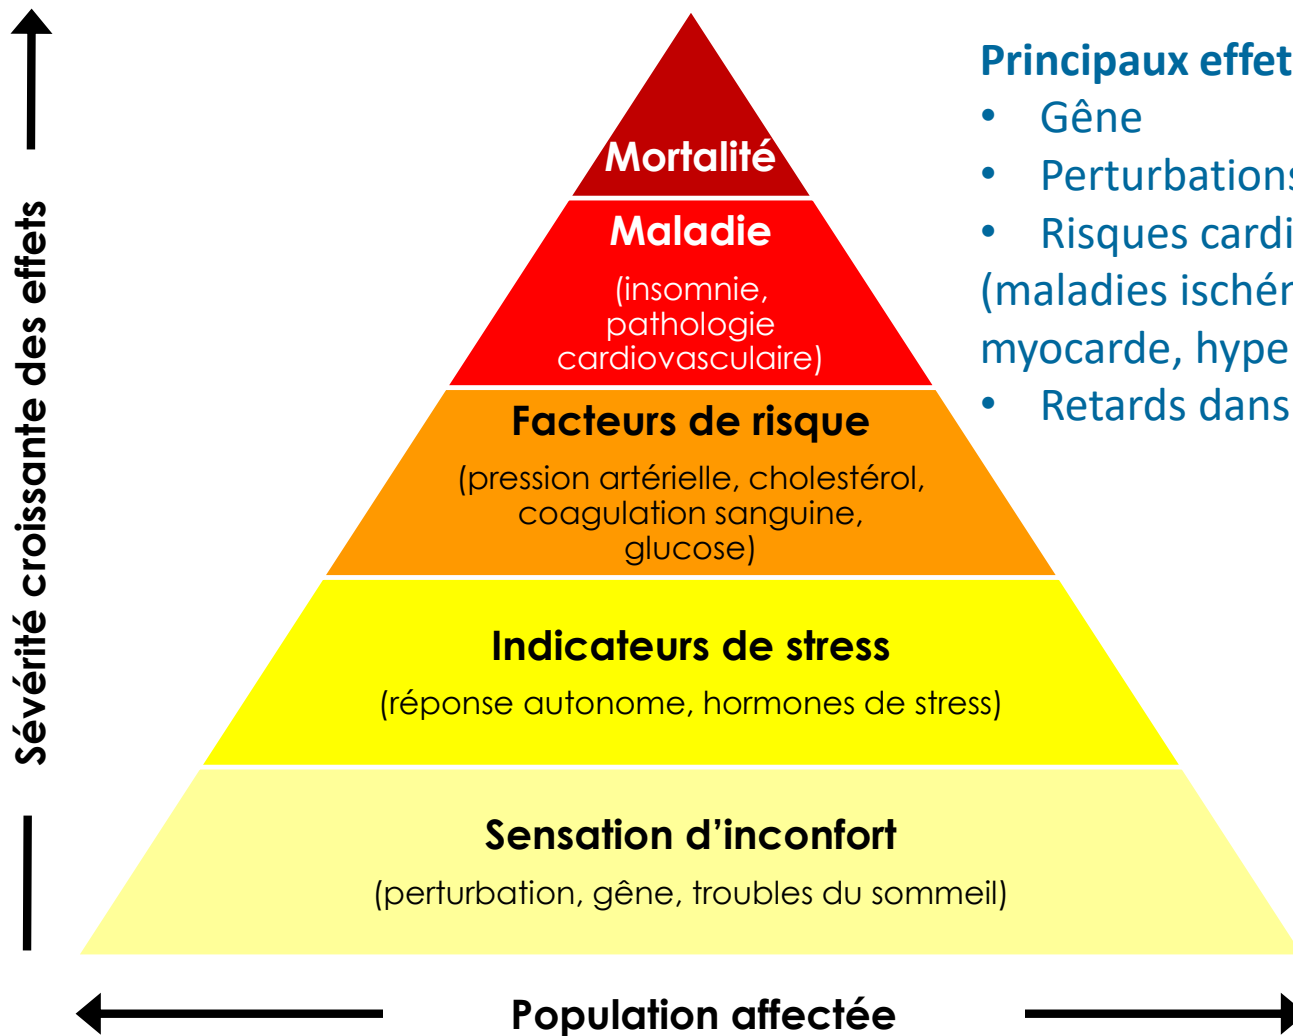 Mortalité
Maladie
(insomnie,
pathologie
cardiovasculaire)
Facteurs de risque
(pression artérielle, cholestérol,
coagulation sanguine,
glucose)
Indicateurs de stress
(réponse autonome, hormones de stress)
Sensation d’inconfort
(perturbation, gêne, troubles du sommeil)
Sévérité croissante des effets
Population affectée
Principaux effet
• Gêne
• Perturbations
• Risques cardi
(maladies isché
myocarde, hype
• Retards dans